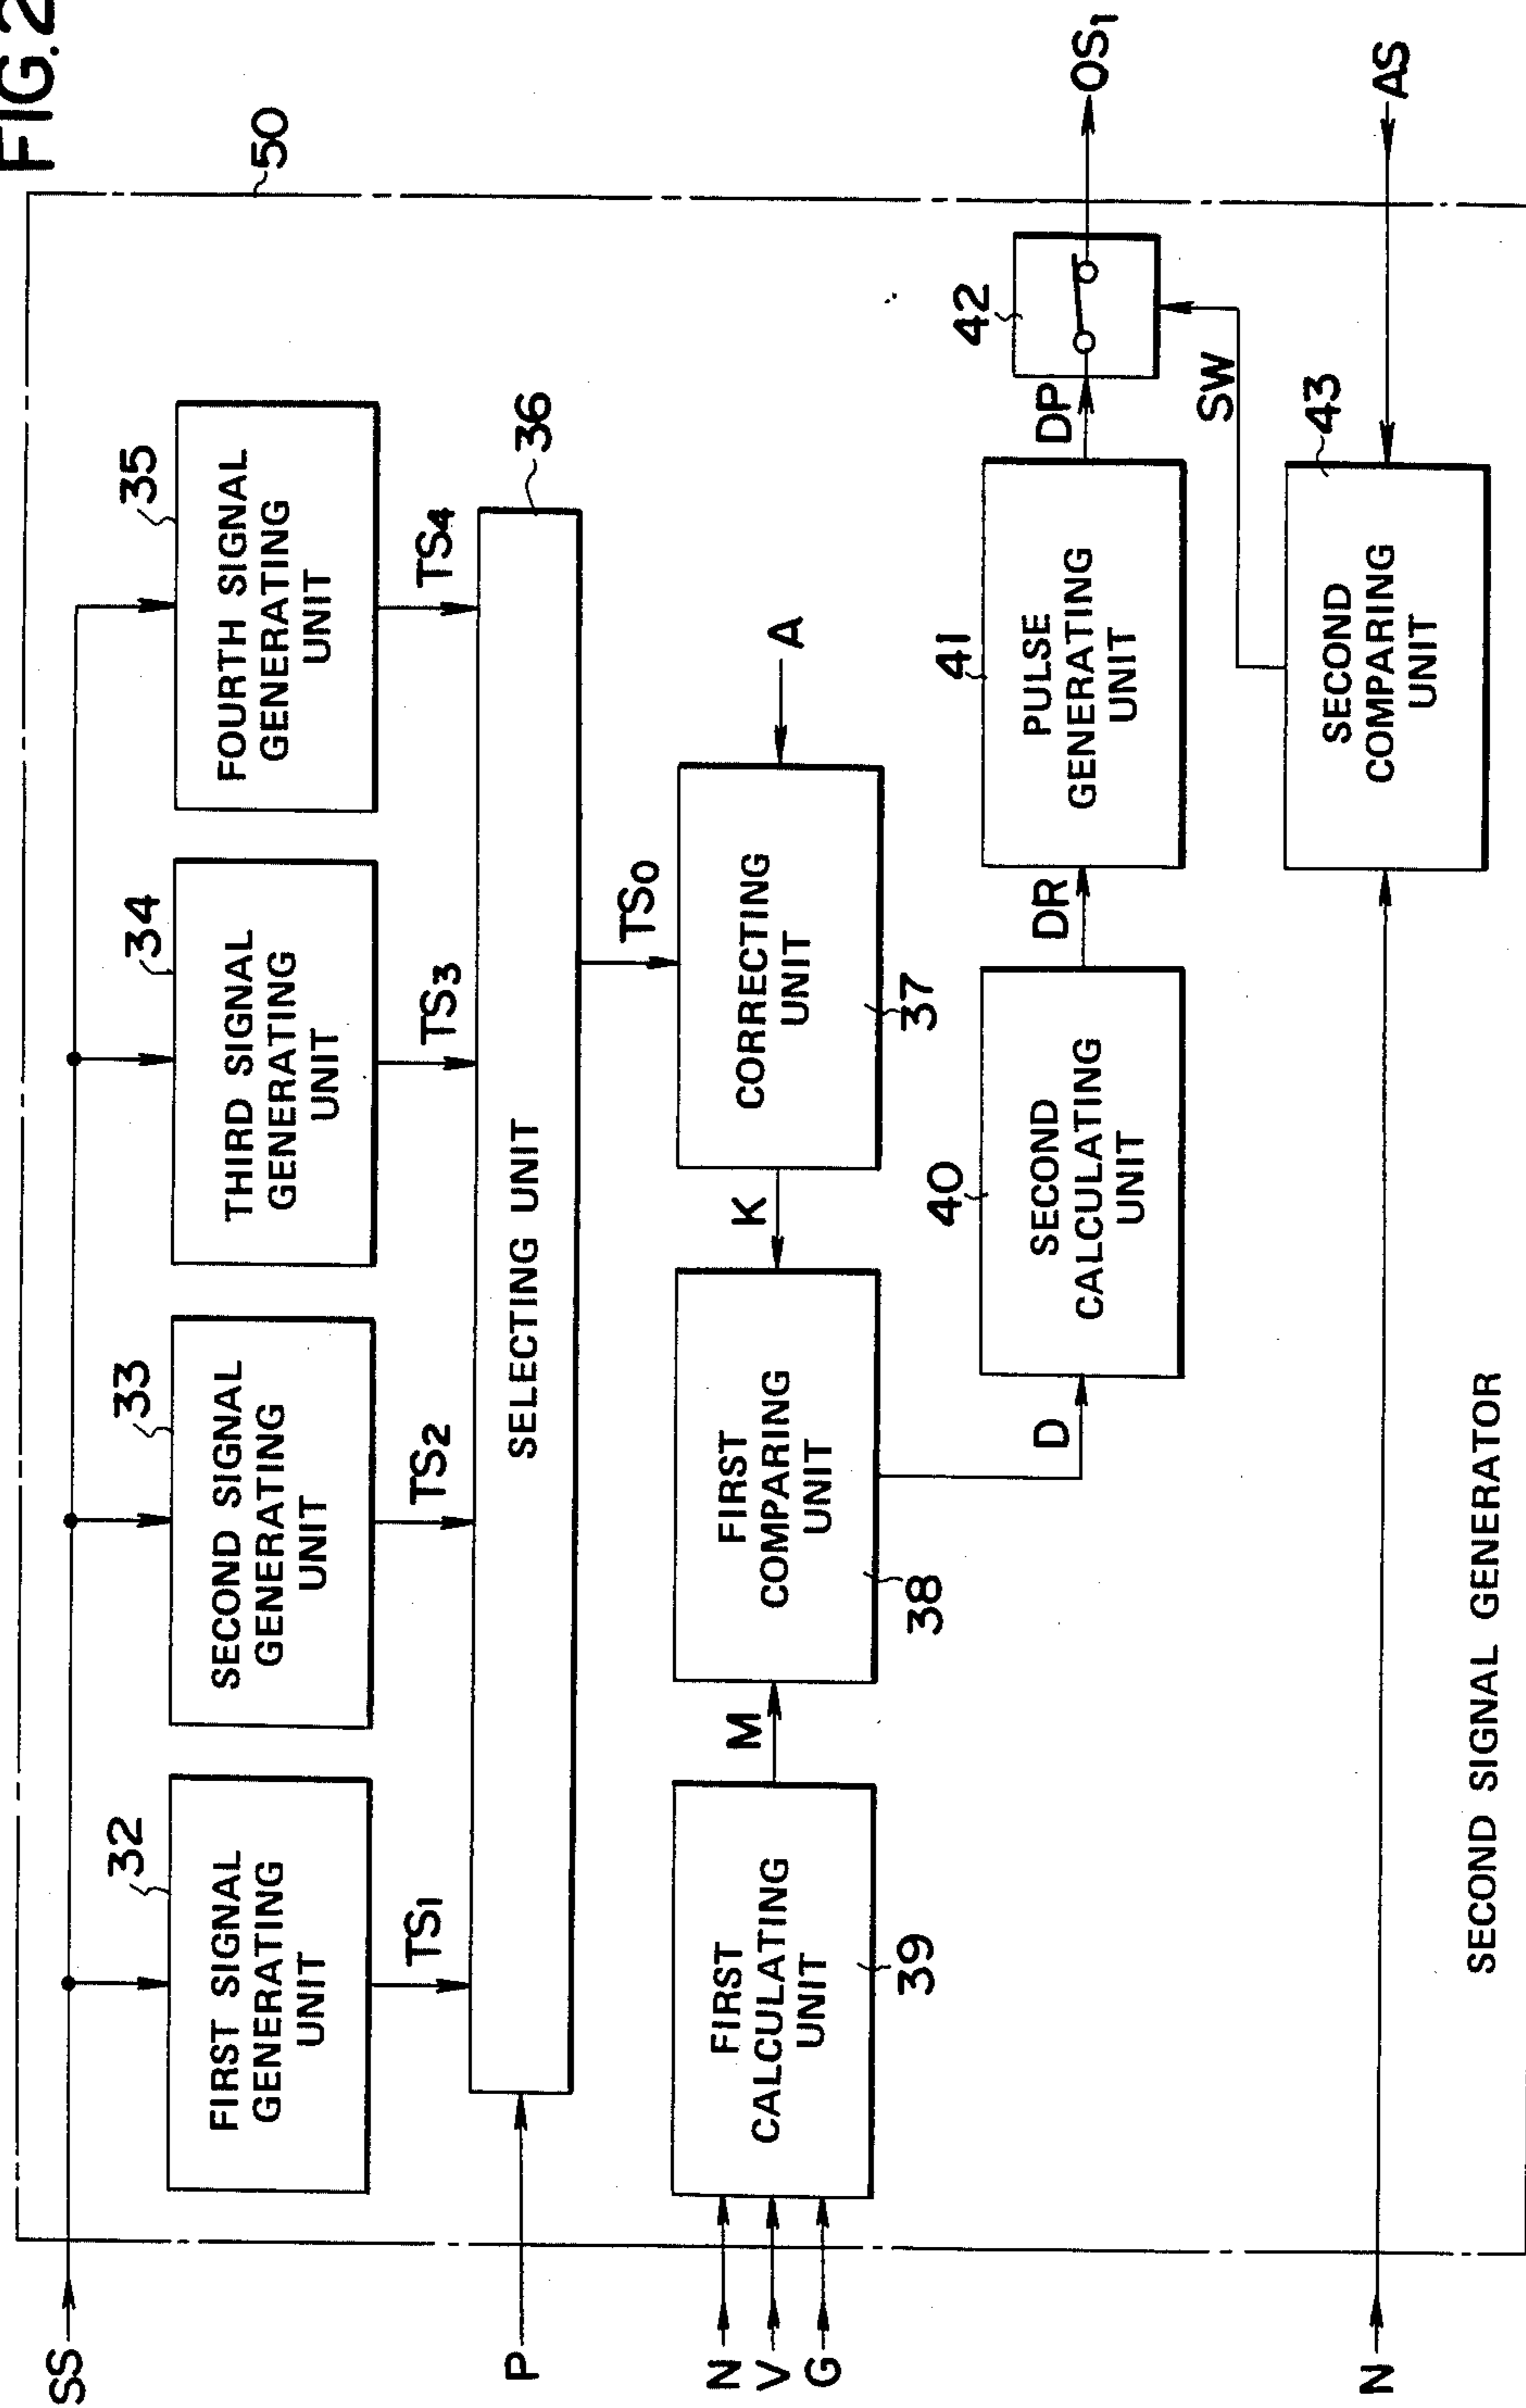 FIG.2
50
SS
32
FIRST SIGNAL
GENERATING
UNIT
33
SECOND SIGNAL
GENERATING
UNIT
34
THIRD SIGNAL
GENERATING
UNIT
35
FOURTH SIGNAL
GENERATING
UNIT
TS1
TS2
TS3
TS4
P
SELECTING UNIT
36
TS0
N
V
G
FIRST
CALCULATING
UNIT
39
M
FIRST
COMPARING
UNIT
38
K
CORRECTING
UNIT
37
A
D
40
SECOND
CALCULATING
UNIT
DR
41
PULSE
GENERATING
UNIT
DP
42
OS1
SW
N
SECOND
COMPARING
UNIT
43
AS
SECOND SIGNAL GENERATOR